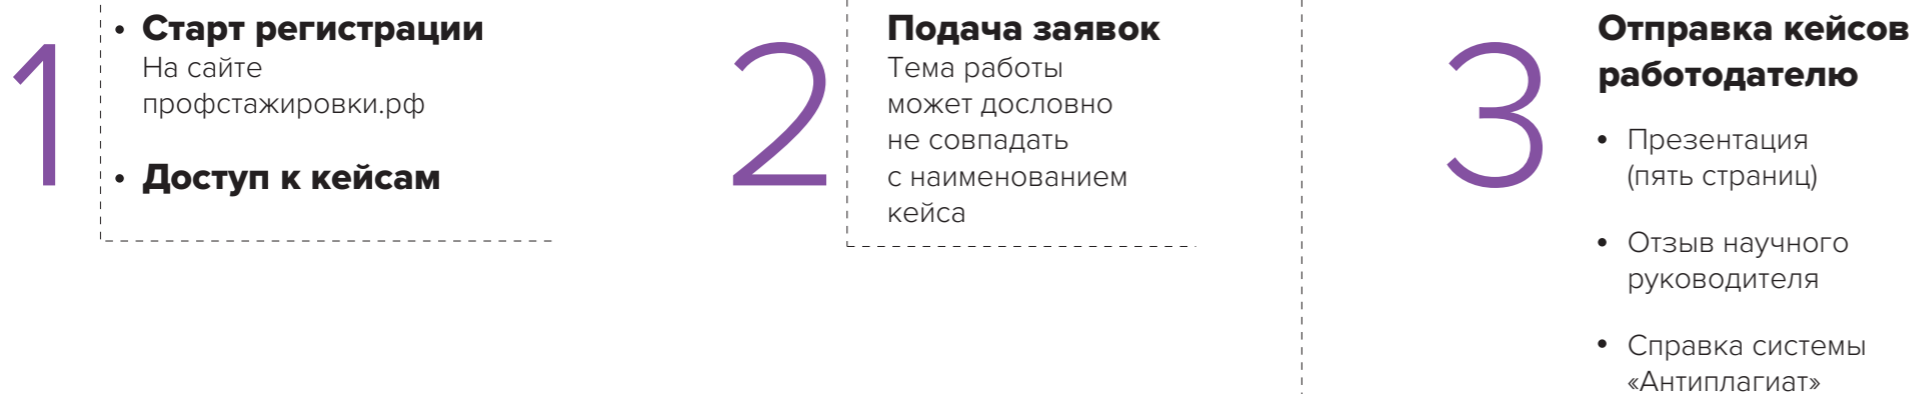 1
• Старт регистрации
На сайте
профстажировки.рф
• Доступ к кейсам
2
Подача заявок
Тема работы
может дословно
не совпадать
с наименованием
кейса
3
Отправка кейсов
работодателю
• Презентация
(пять страниц)
• Отзыв научного
руководителя
• Справка системы
«Антиплагиат»